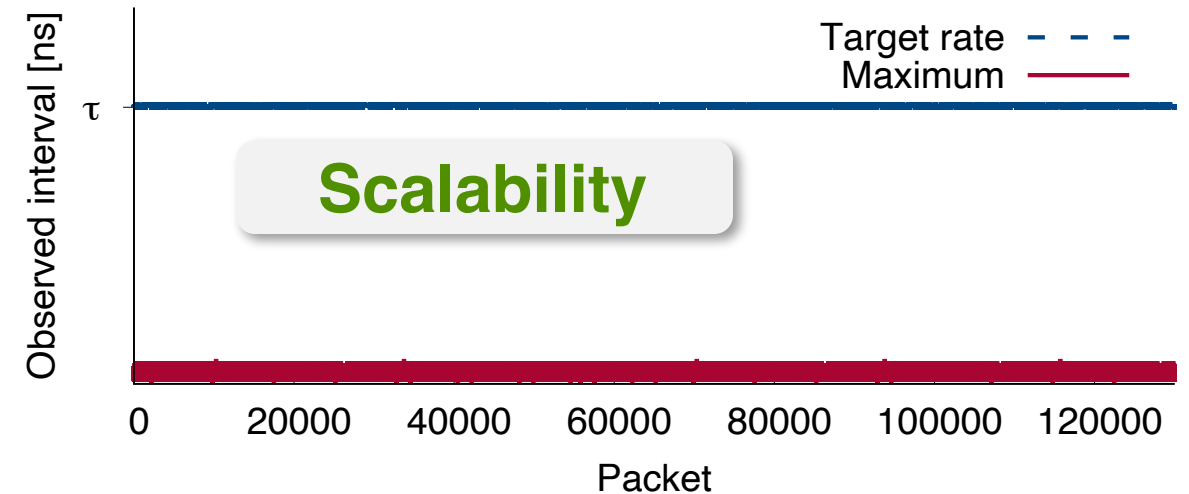 Observed interval [ns]
Target rate
Maximum
τ
Scalability
0 20000 40000 60000 80000 100000 120000
Packet